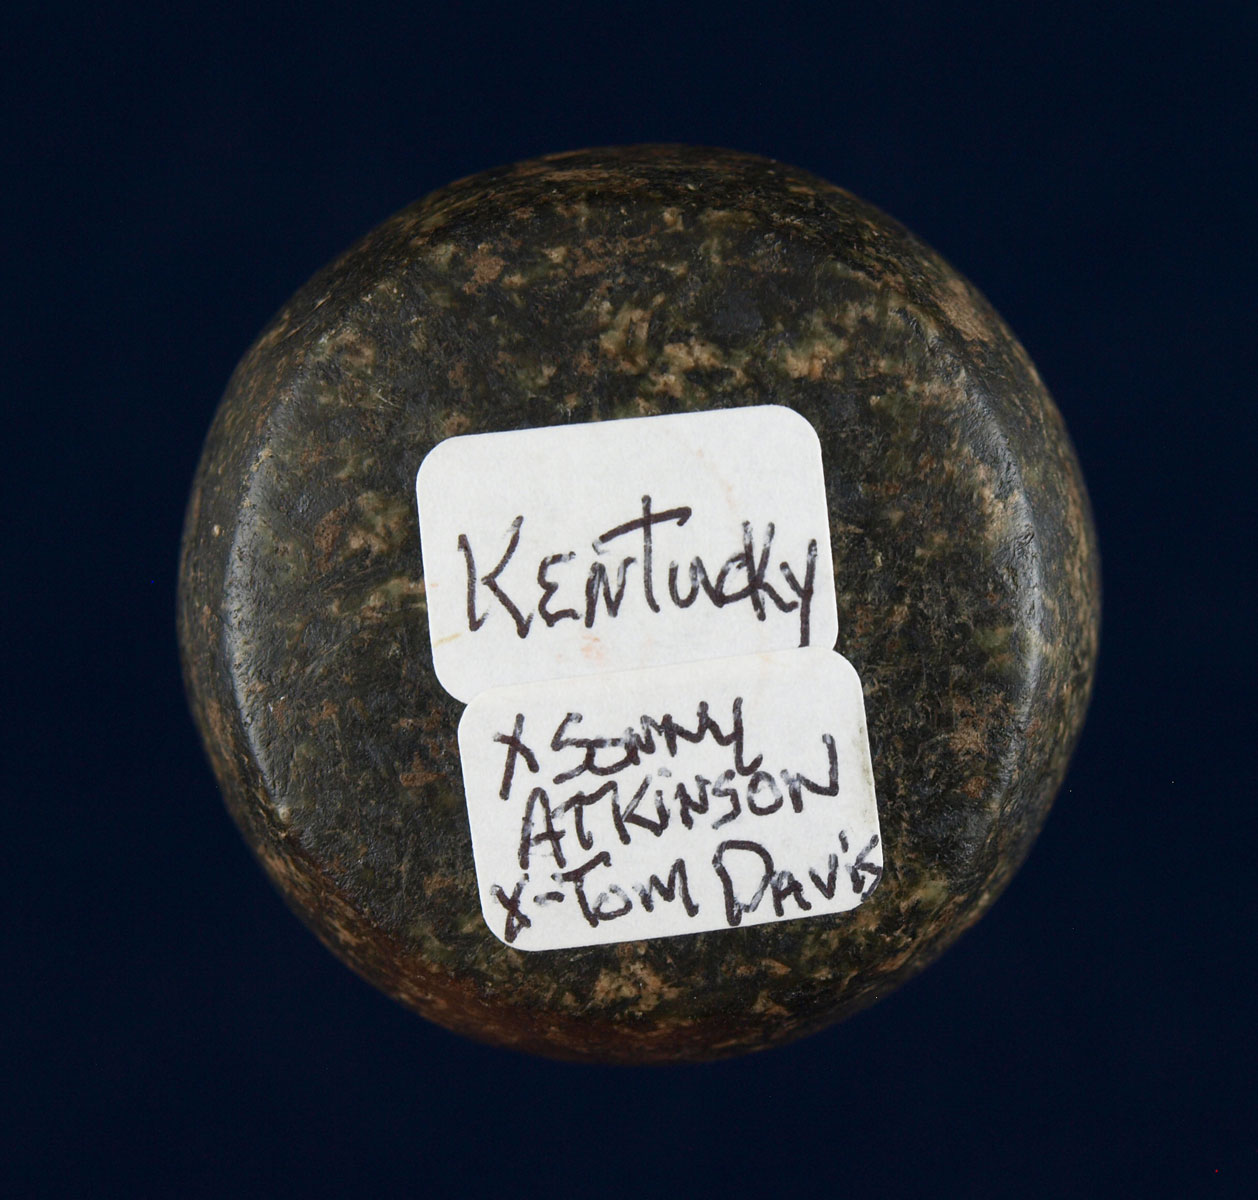 Kentucky
x Sonny
Atkinson
x-Tom Davis